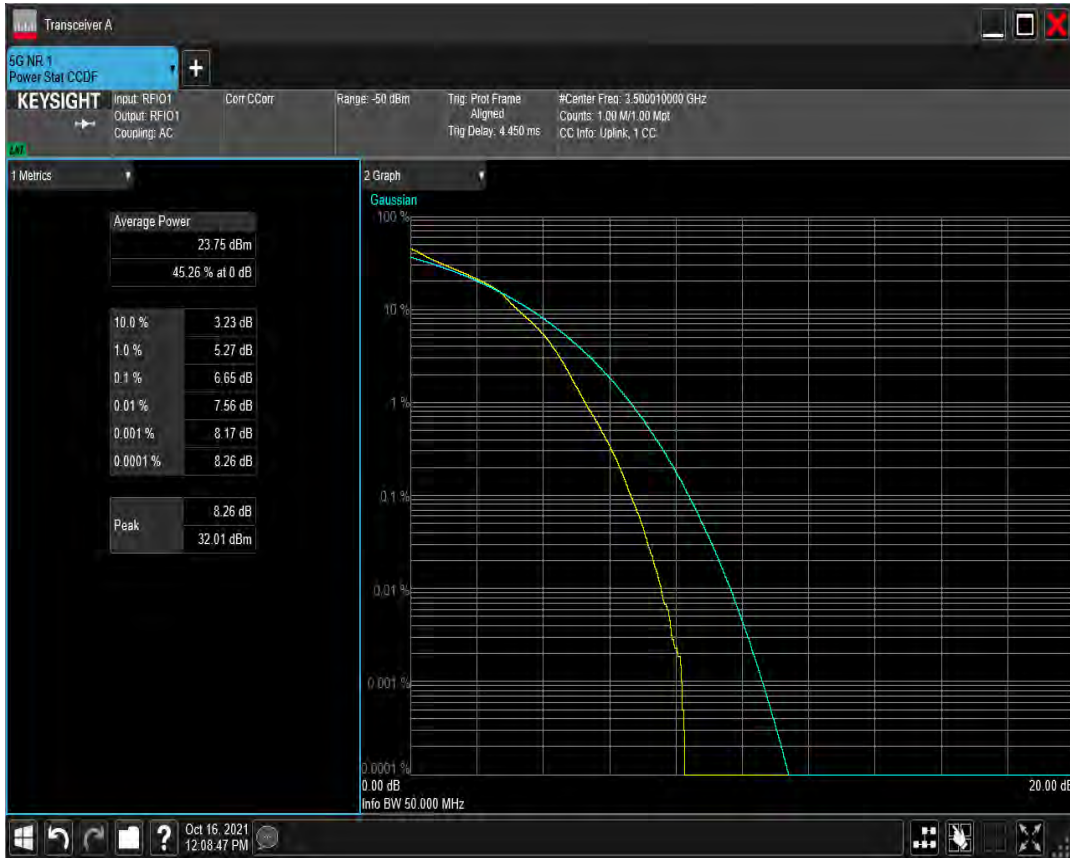 Transceiver A
5G NR 1
Power Stat CCDF
+
KEYSIGHT
Input: RFIO1
Output: RFIO1
Coupling: AC
Corr CCorr
Range: -50 dBm
Trig: Prot Frame
Aligned
Trig Delay: 4.450 ms
#Center Freq: 3.500010000 GHz
Counts: 1.00 M/1.00 Mpt
CC Info: Uplink, 1 CC
1 Metrics
Average Power
23.75 dBm
45.26 % at 0 dB
10.0 % 3.23 dB
1.0 % 5.27 dB
0.1 % 6.65 dB
0.01 % 7.56 dB
0.001 % 8.17 dB
0.0001 % 8.26 dB
Peak 8.26 dB
32.01 dBm
2 Graph
Gaussian
100 %
10 %
1 %
0.1 %
0.01 %
0.001 %
0.0001 %
0.00 dB 20.00 dB
Info BW 50.000 MHz
?
Oct 16, 2021
12:08:47 PM